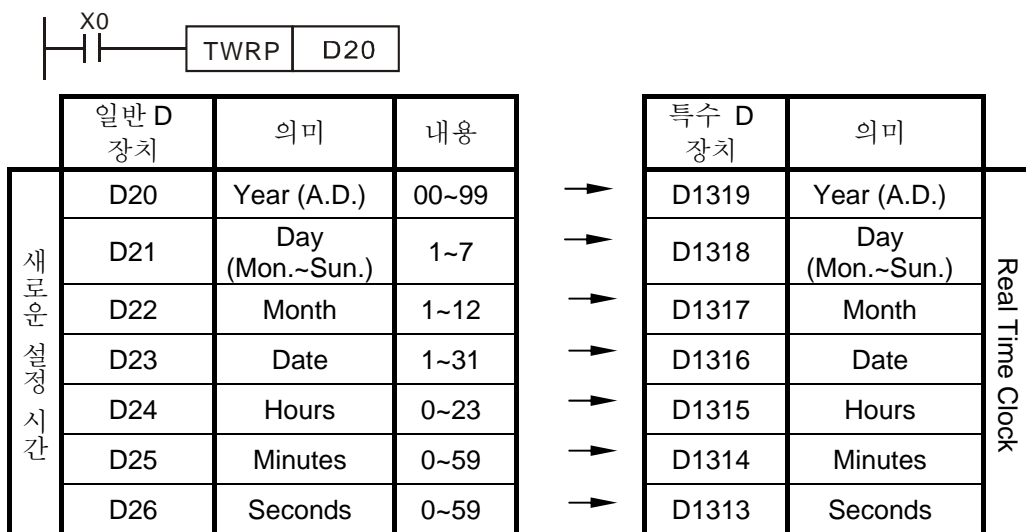 X0
TWRP D20
일반 D 장치 의미 내용 특수 D 장치 의미
새로운 설정 시간
D20 Year (A.D.) 00~99 → D1319 Year (A.D.)
D21 Day (Mon.~Sun.) 1~7 → D1318 Day (Mon.~Sun.)
D22 Month 1~12 → D1317 Month
D23 Date 1~31 → D1316 Date
D24 Hours 0~23 → D1315 Hours
D25 Minutes 0~59 → D1314 Minutes
D26 Seconds 0~59 → D1313 Seconds
Real Time Clock